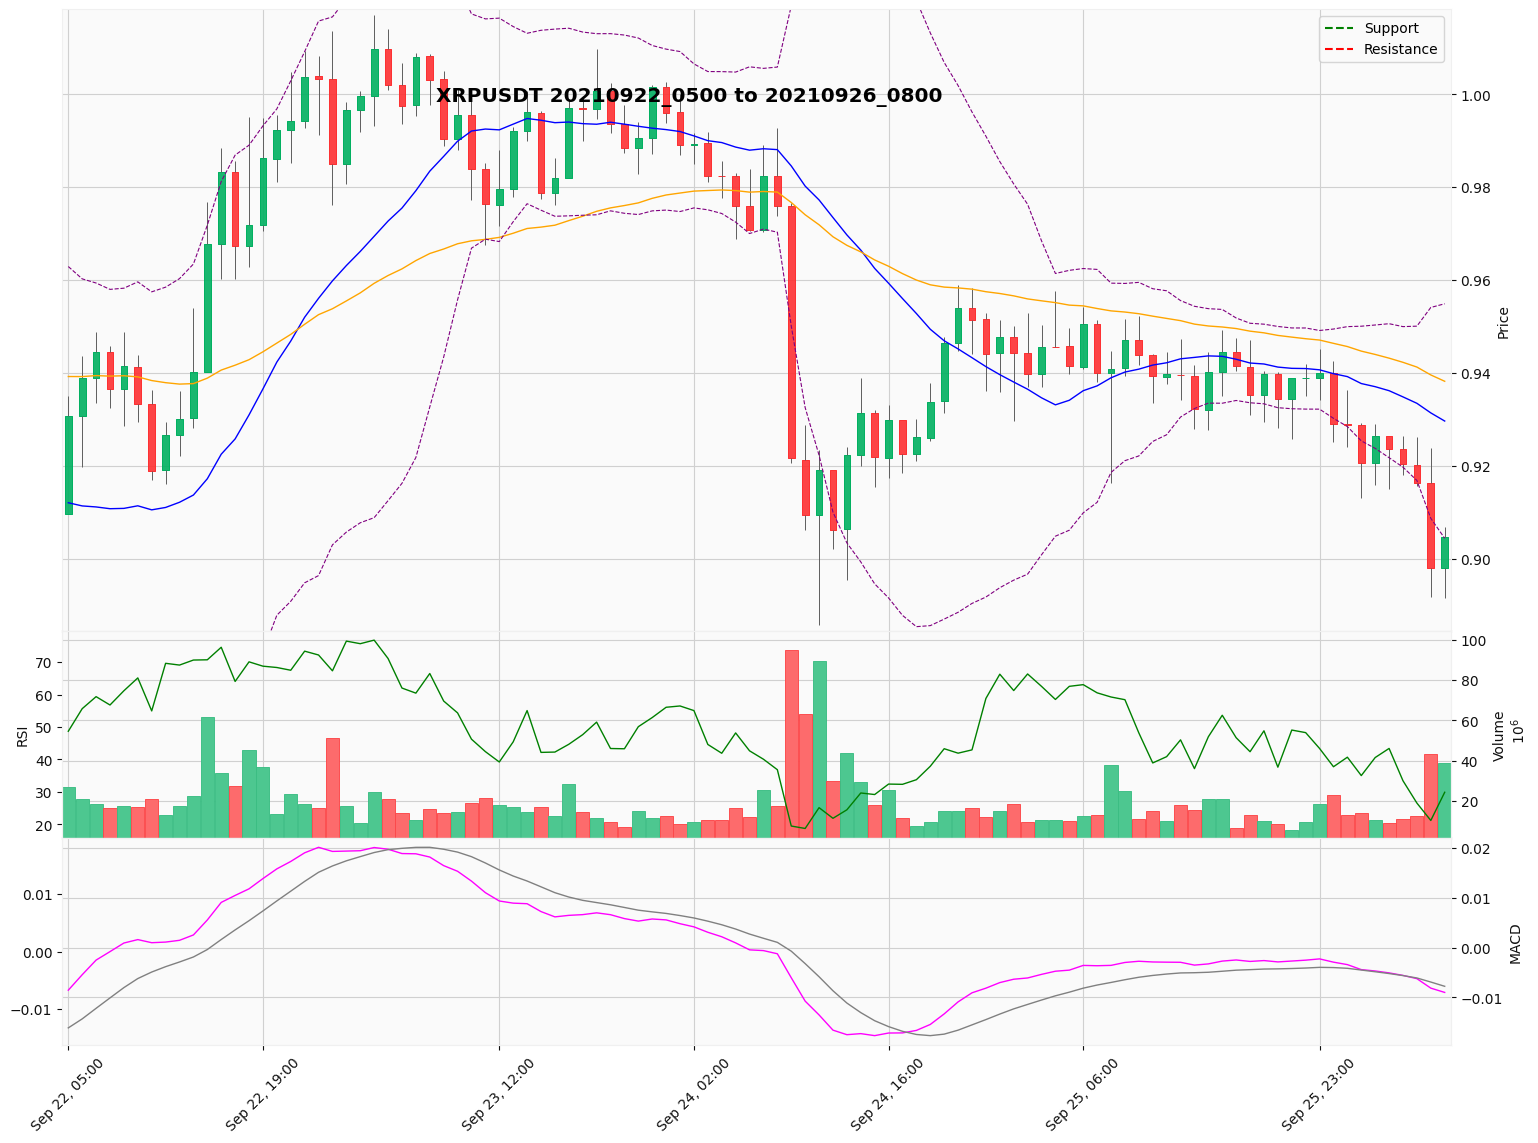 XRPUSDT 20210922_0500 to 20210926_0800
Support
Resistance
1.00
0.98
0.96
0.94
0.92
0.90
Price
70
60
50
40
30
20
RSI
100
80
60
40
20
Volume
10^6
0.01
0.00
−0.01
0.02
0.01
0.00
−0.01
MACD
Sep 22, 05:00
Sep 22, 19:00
Sep 23, 12:00
Sep 24, 02:00
Sep 24, 16:00
Sep 25, 06:00
Sep 25, 23:00